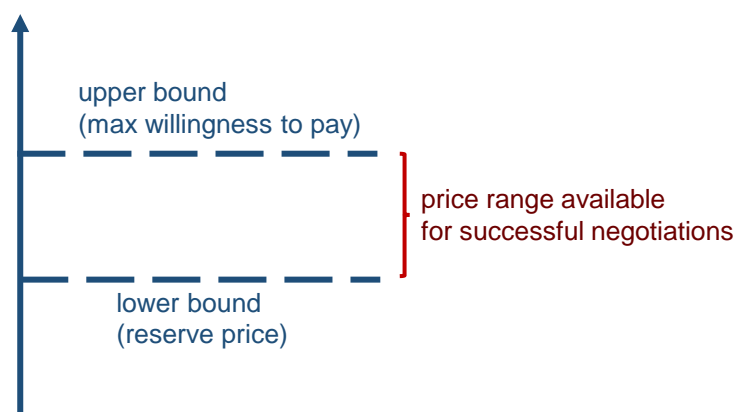 upper bound
(max willingness to pay)
price range available
for successful negotiations
lower bound
(reserve price)